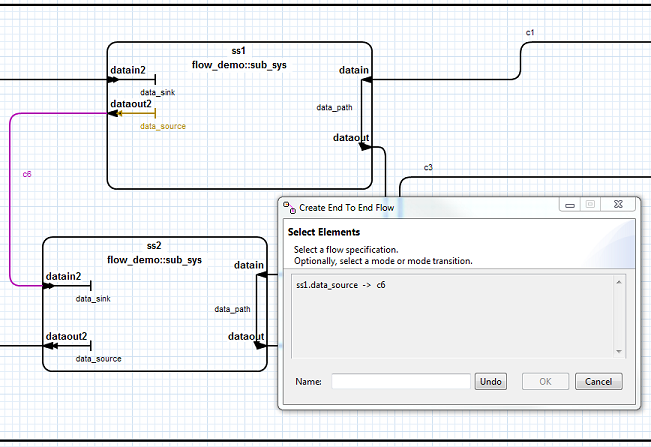 c1
ss1
flow_demo::sub_sys
datain2
datain
data_sink
dataout2
data_path
data_source
dataout
c6
c3
Create End To End Flow
Select Elements
Select a flow specification.
Optionally, select a mode or mode transition.
ss1.data_source -> c6
Name:
Undo
OK
Cancel
ss2
flow_demo::sub_sys
datain
datain2
data_sink
data_path
dataout2
dataout
data_source